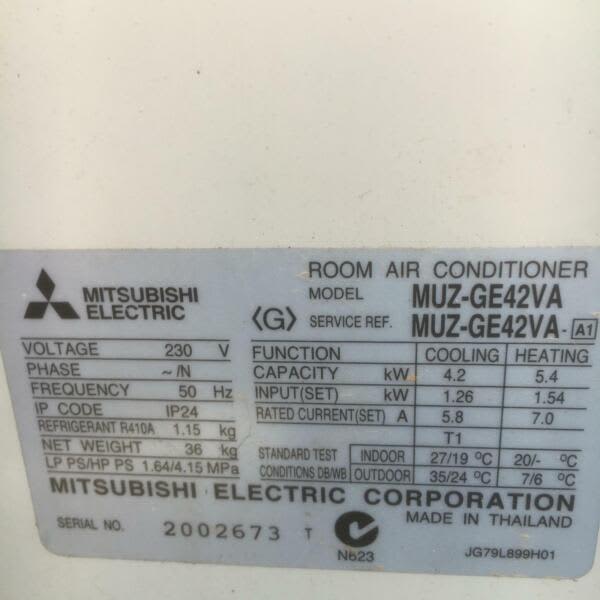 ROOM AIR CONDITIONER
MITSUBISHI
ELECTRIC
MODEL MUZ-GE42VA
⟨G⟩ SERVICE REF. MUZ-GE42VA- A1
VOLTAGE 230 V
PHASE ~/N
FREQUENCY 50 Hz
IP CODE IP24
REFRIGERANT R410A 1.15 kg
NET WEIGHT 36 kg
LP PS/HP PS 1.64/4.15 MPa
FUNCTION COOLING HEATING
CAPACITY kW 4.2 5.4
INPUT(SET) kW 1.26 1.54
RATED CURRENT(SET) A 5.8 7.0
T1
STANDARD TEST INDOOR 27/19 °C 20/- °C
CONDITIONS DB/WB OUTDOOR 35/24 °C 7/6 °C
MITSUBISHI ELECTRIC CORPORATION
SERIAL NO. 2002673 T
MADE IN THAILAND
N623
JG79L899H01